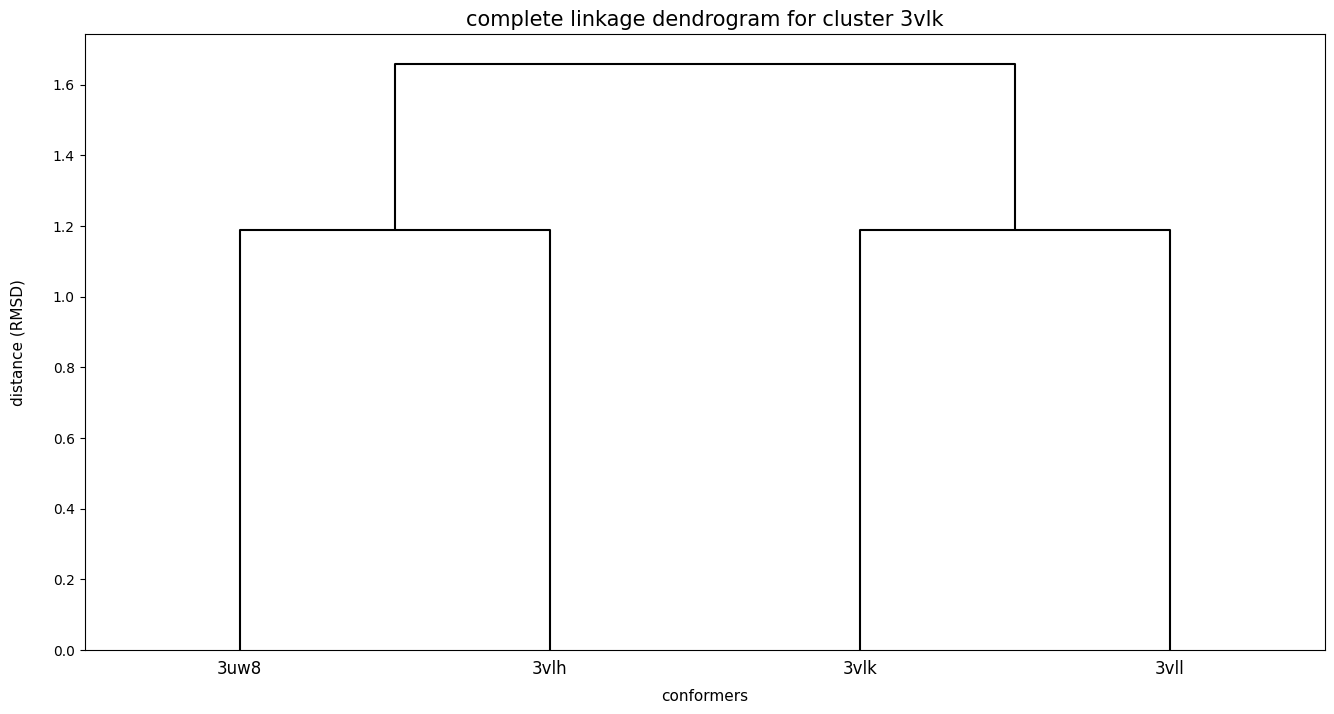 complete linkage dendrogram for cluster 3vlk
1.6
1.4
1.2
1.0
0.8
0.6
0.4
0.2
0.0
distance (RMSD)
3uw8 3vlh 3vlk 3vll
conformers